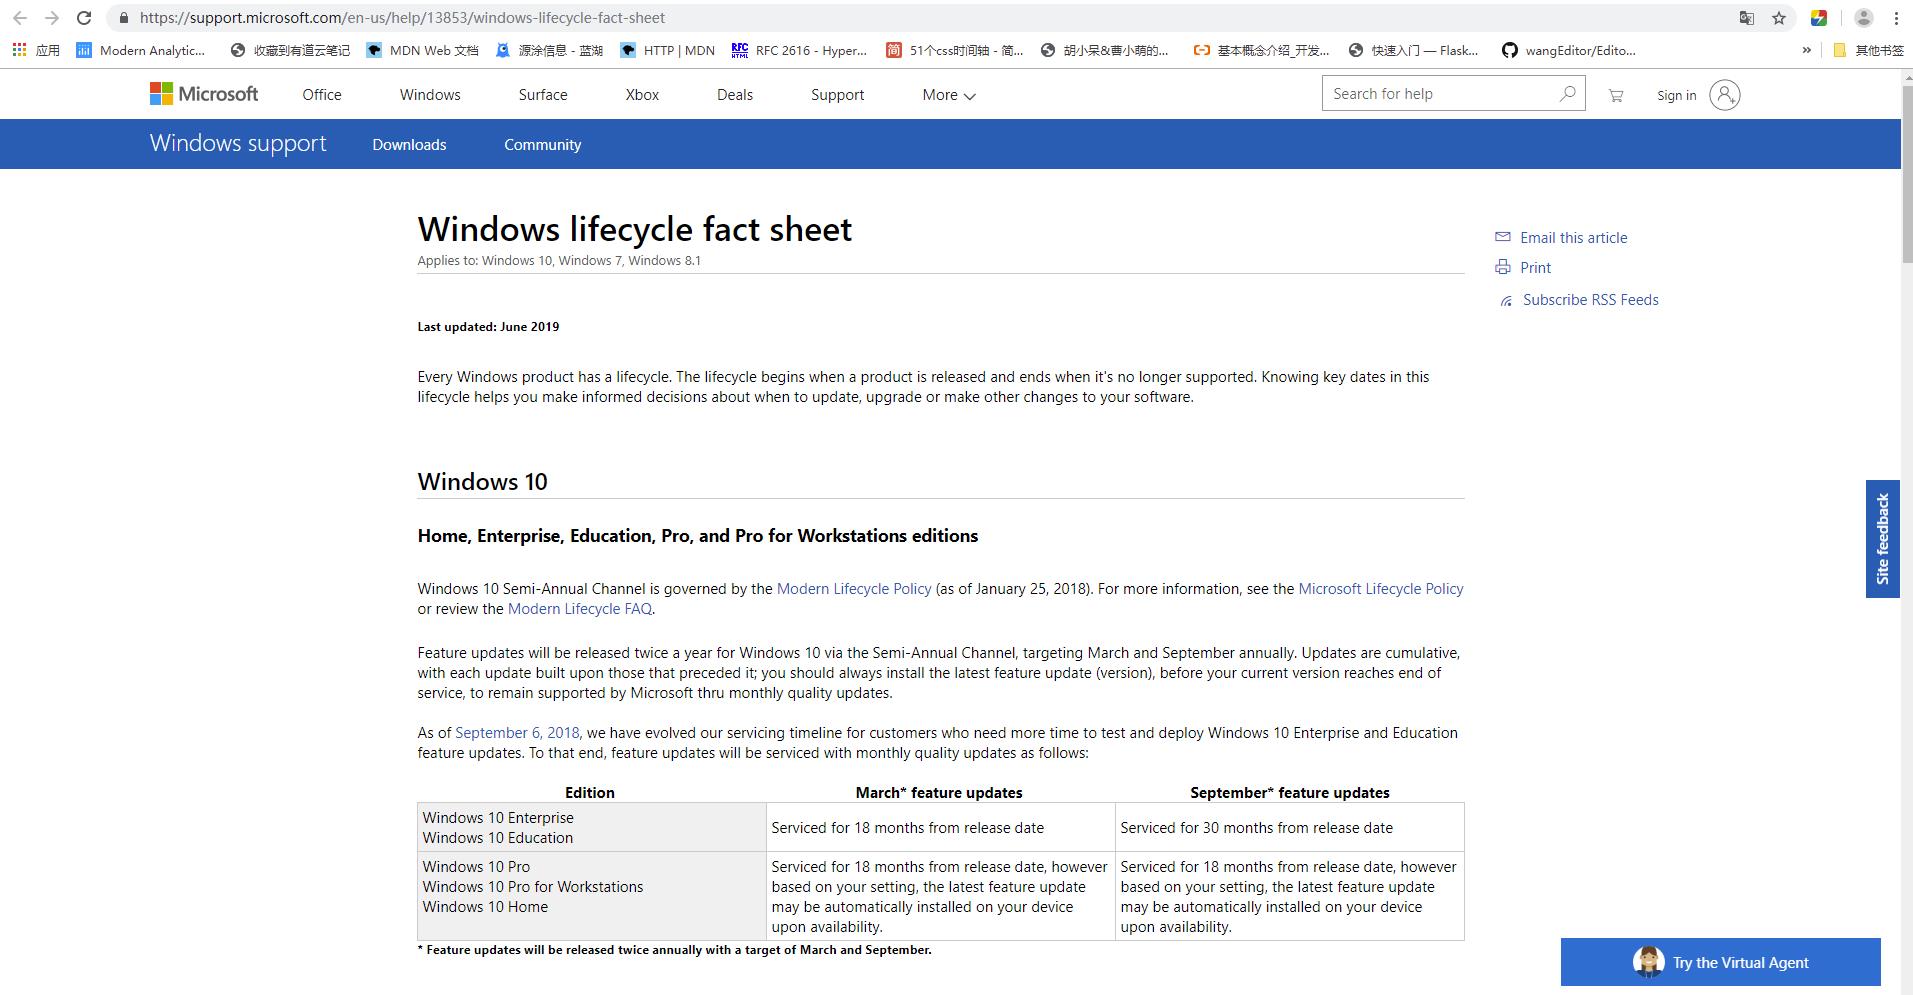 https://support.microsoft.com/en-us/help/13853/windows-lifecycle-fact-sheet
应用 Modern Analytic... 收藏到有道云笔记 MDN Web 文档 源涂信息 - 蓝湖 HTTP | MDN RFC 2616 - Hyper... 51个css时间轴 - 简... 胡小呆&曹小萌的... 基本概念介绍_开发... 快速入门 — Flask... wangEditor/Edito... » 其他书签
Microsoft Office Windows Surface Xbox Deals Support More Search for help Sign in
Windows support Downloads Community
Windows lifecycle fact sheet
Applies to: Windows 10, Windows 7, Windows 8.1
Email this article
Print
Subscribe RSS Feeds
Last updated: June 2019
Every Windows product has a lifecycle. The lifecycle begins when a product is released and ends when it's no longer supported. Knowing key dates in this
lifecycle helps you make informed decisions about when to update, upgrade or make other changes to your software.
Windows 10
Site feedback
Home, Enterprise, Education, Pro, and Pro for Workstations editions
Windows 10 Semi-Annual Channel is governed by the Modern Lifecycle Policy (as of January 25, 2018). For more information, see the Microsoft Lifecycle Policy
or review the Modern Lifecycle FAQ.
Feature updates will be released twice a year for Windows 10 via the Semi-Annual Channel, targeting March and September annually. Updates are cumulative,
with each update built upon those that preceded it; you should always install the latest feature update (version), before your current version reaches end of
service, to remain supported by Microsoft thru monthly quality updates.
As of September 6, 2018, we have evolved our servicing timeline for customers who need more time to test and deploy Windows 10 Enterprise and Education
feature updates. To that end, feature updates will be serviced with monthly quality updates as follows:
Edition March* feature updates September* feature updates
Windows 10 Enterprise
Windows 10 Education
Serviced for 18 months from release date
Serviced for 30 months from release date
Windows 10 Pro
Windows 10 Pro for Workstations
Windows 10 Home
Serviced for 18 months from release date, however
based on your setting, the latest feature update
may be automatically installed on your device
upon availability.
Serviced for 18 months from release date, however
based on your setting, the latest feature update
may be automatically installed on your device
upon availability.
* Feature updates will be released twice annually with a target of March and September.
Try the Virtual Agent